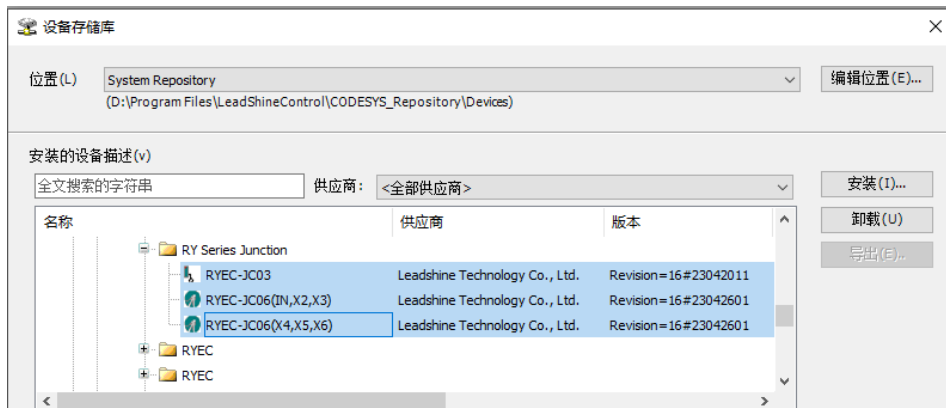 设备存储库
位置(L) System Repository 编辑位置(E)...
(D:\Program Files\LeadShineControl\CODESYS_Repository\Devices)
安装的设备描述(v)
全文搜索的字符串 供应商: <全部供应商> 安装(I)...
名称 供应商 版本 卸载(U)
RY Series Junction 导出(E)..
RYEC-JC03 Leadshine Technology Co., Ltd. Revision=16#23042011
RYEC-JC06(IN,X2,X3) Leadshine Technology Co., Ltd. Revision=16#23042601
RYEC-JC06(X4,X5,X6) Leadshine Technology Co., Ltd. Revision=16#23042601
RYEC
RYEC